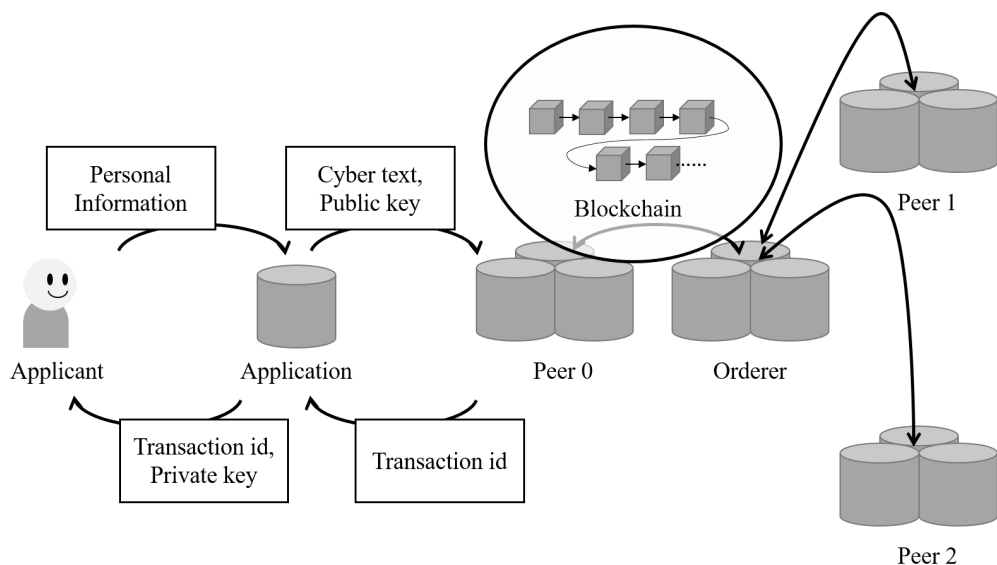 Personal
Information
Cyber text,
Public key
Blockchain
Peer 1
Applicant
Application
Peer 0
Orderer
Transaction id,
Private key
Transaction id
Peer 2